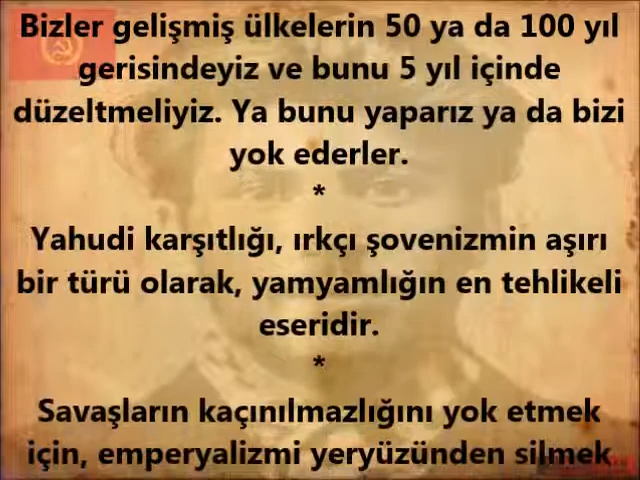 Bizler gelişmiş ülkelerin 50 ya da 100 yıl
gerisindeyiz ve bunu 5 yıl içinde
düzeltmeliyiz. Ya bunu yaparız ya da bizi
yok ederler.
*
Yahudi karşıtlığı, ırkçı şovenizmin aşırı
bir türü olarak, yamyamlığın en tehlikeli
eseridir.
*
Savaşların kaçınılmazlığını yok etmek
için, emperyalizmi yeryüzünden silmek